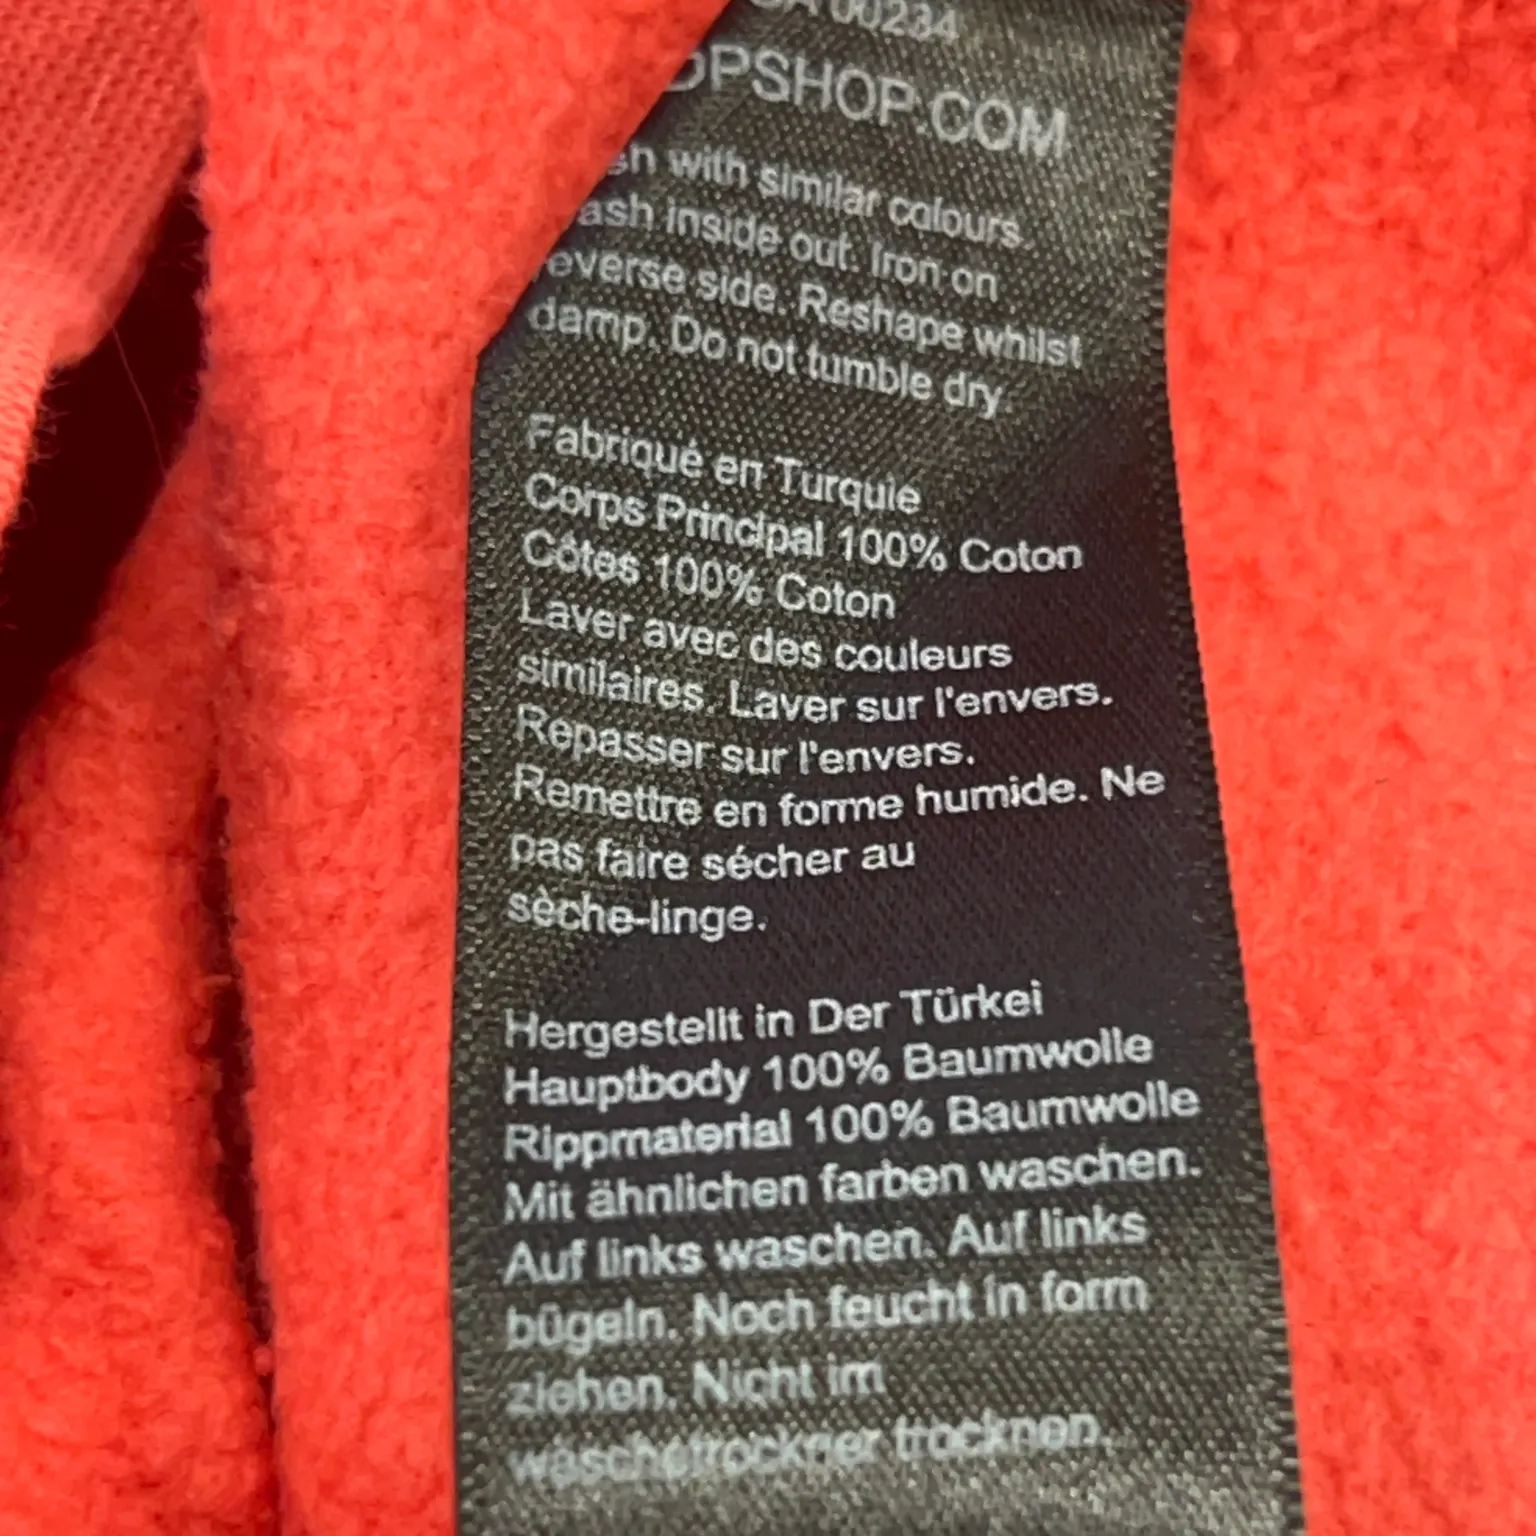 00234
PSHOP.COM
with similar colours.
inside out. Iron on
reverse side. Reshape whilst
damp. Do not tumble dry.
Fabriqué en Turquie
Corps Principal 100% Coton
Côtes 100% Coton
Laver avec des couleurs
similaires. Laver sur l'envers.
Repasser sur l'envers.
Remettre en forme humide. Ne
pas faire sécher au
sèche-linge.
Hergestellt in Der Türkei
Hauptbody 100% Baumwolle
Rippmaterial 100% Baumwolle
Mit ähnlichen farben waschen.
Auf links waschen. Auf links
bügeln. Noch feucht in form
ziehen. Nicht im
waschetrockner trocknen.